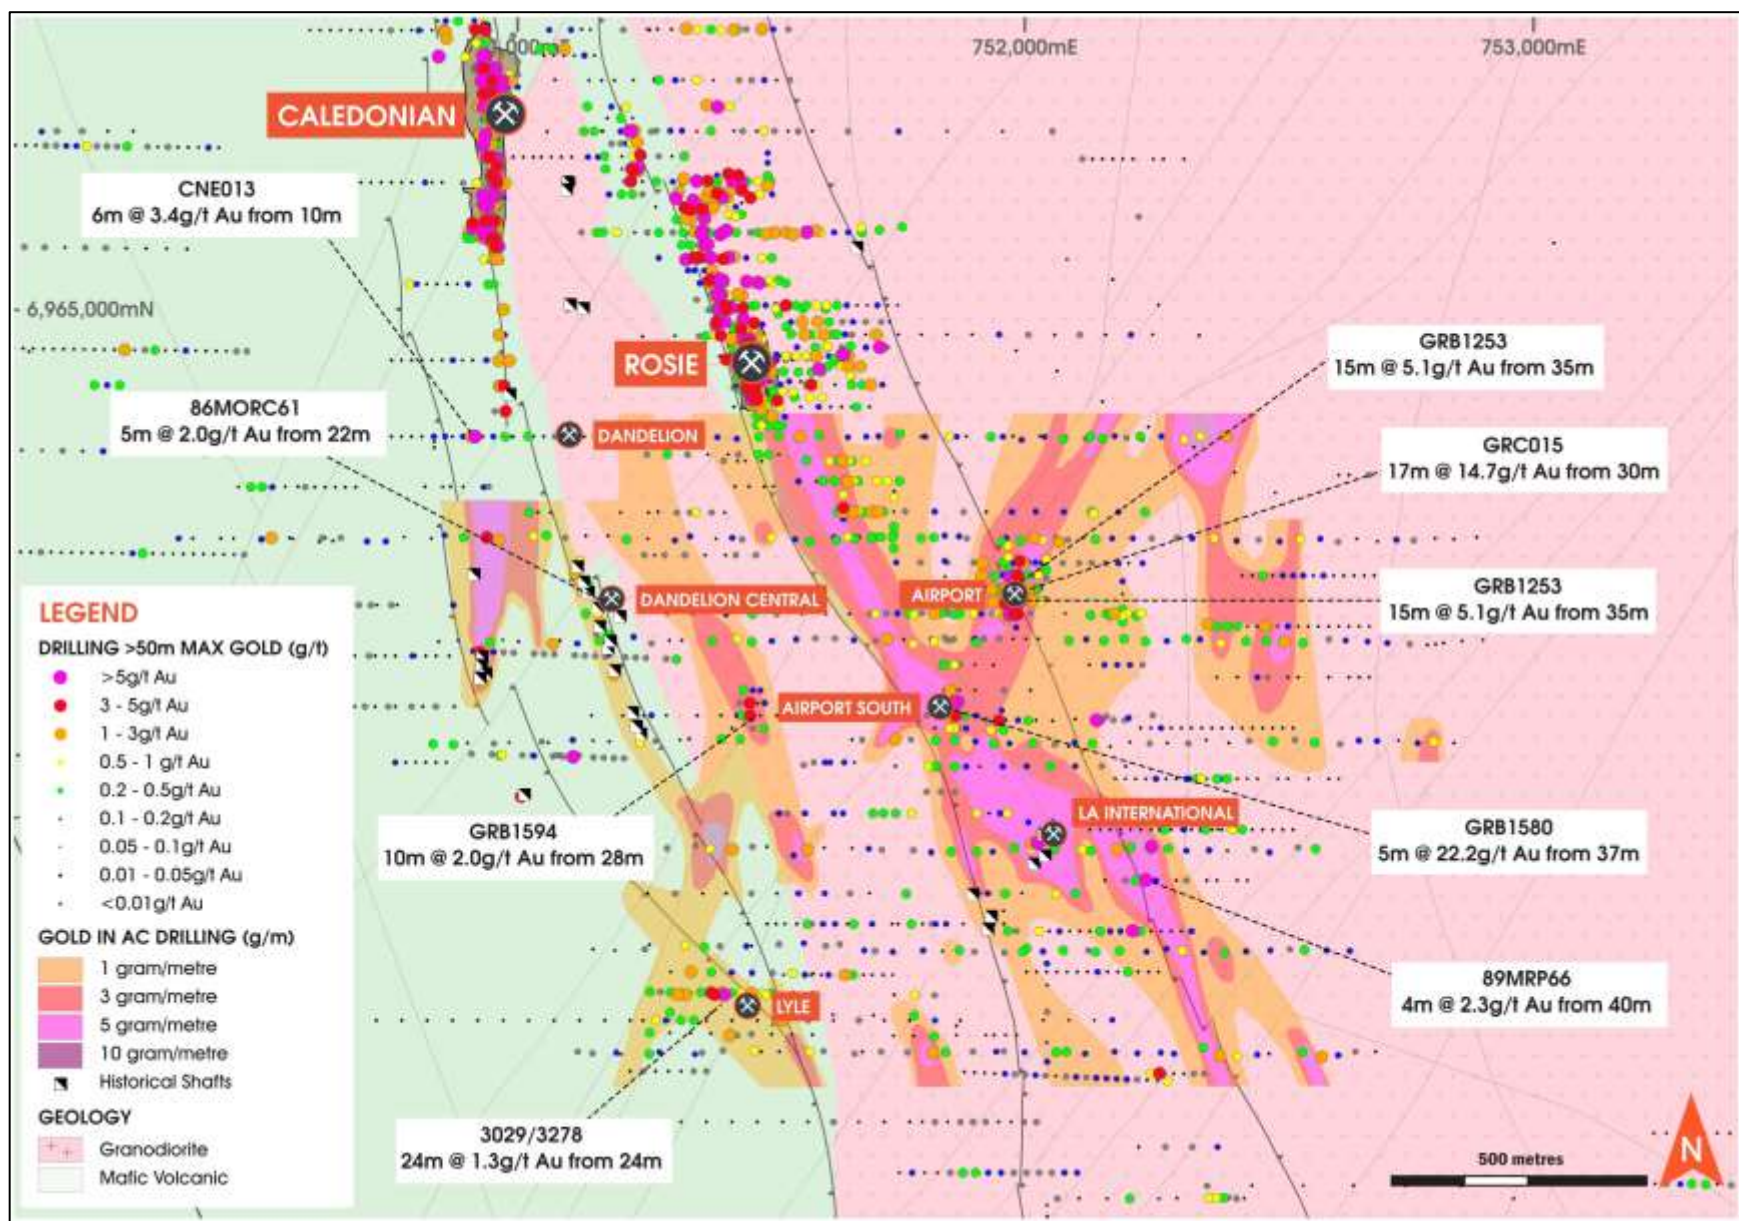 000mE
752,000mE
753,000mE
CALEDONIAN
CNE013
6m @ 3.4g/t Au from 10m
6,965,000mN
ROSIE
GRB1253
15m @ 5.1g/t Au from 35m
86MORC61
5m @ 2.0g/t Au from 22m
DANDELION
GRC015
17m @ 14.7g/t Au from 30m
DANDELION CENTRAL
AIRPORT
GRB1253
15m @ 5.1g/t Au from 35m
AIRPORT SOUTH
LA INTERNATIONAL
GRB1594
10m @ 2.0g/t Au from 28m
GRB1580
5m @ 22.2g/t Au from 37m
LYLE
89MRP66
4m @ 2.3g/t Au from 40m
3029/3278
24m @ 1.3g/t Au from 24m
LEGEND
DRILLING >50m MAX GOLD (g/t)
>5g/t Au
3 - 5g/t Au
1 - 3g/t Au
0.5 - 1 g/t Au
0.2 - 0.5g/t Au
0.1 - 0.2g/t Au
0.05 - 0.1g/t Au
0.01 - 0.05g/t Au
<0.01g/t Au
GOLD IN AC DRILLING (g/m)
1 gram/metre
3 gram/metre
5 gram/metre
10 gram/metre
Historical Shafts
GEOLOGY
Granodiorite
Mafic Volcanic
500 metres
N